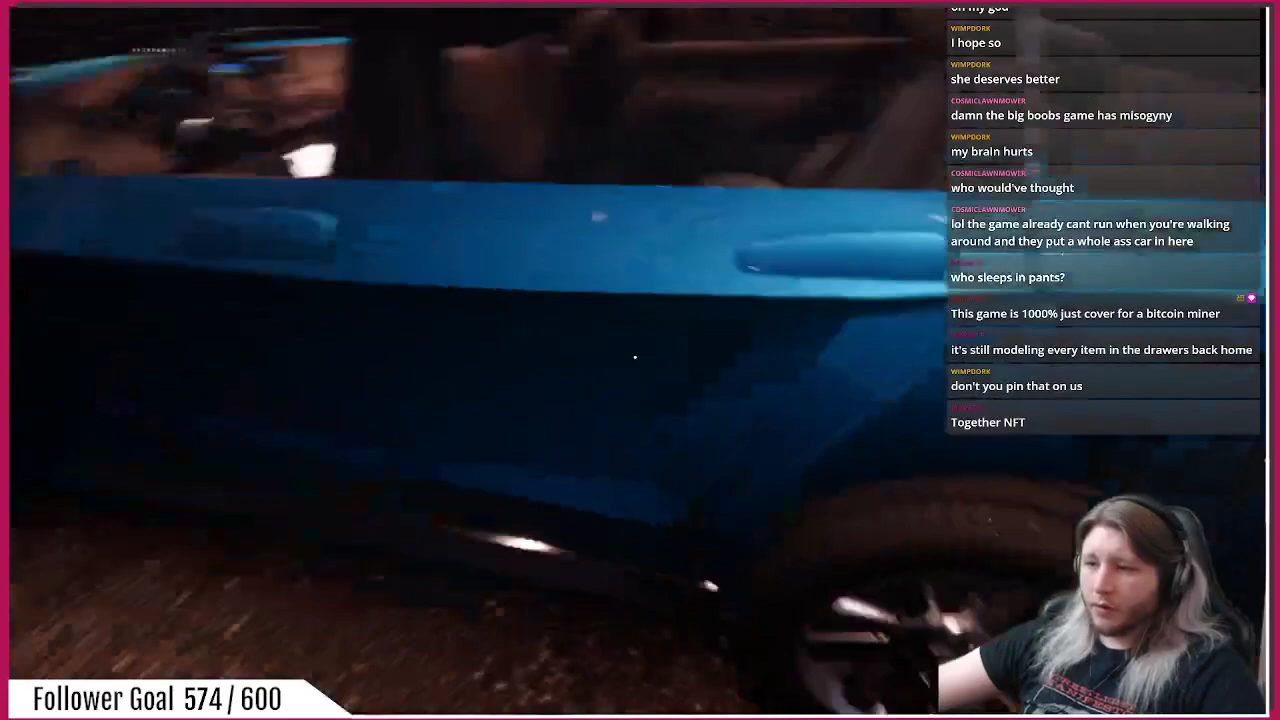 oh my god
WIMPDORK
I hope so
WIMPDORK
she deserves better
COSMICLAWNMOWER
damn the big boobs game has misogyny
WIMPDORK
my brain hurts
COSMICLAWNMOWER
who would've thought
COSMICLAWNMOWER
lol the game already cant run when you're walking
around and they put a whole ass car in here
who sleeps in pants?
This game is 1000% just cover for a bitcoin miner
it's still modeling every item in the drawers back home
WIMPDORK
don't you pin that on us
Together NFT
Follower Goal 574 / 600